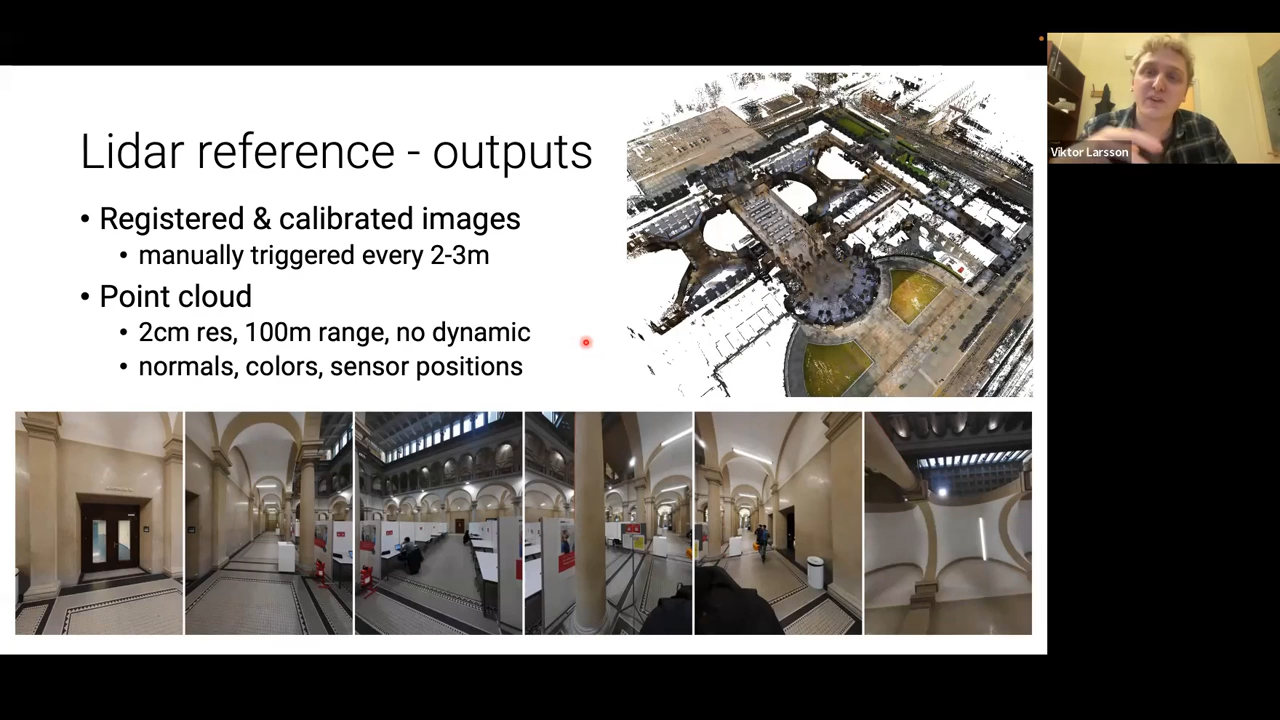 Lidar reference - outputs
• Registered & calibrated images
• manually triggered every 2-3m
• Point cloud
• 2cm res, 100m range, no dynamic
• normals, colors, sensor positions
Viktor Larsson